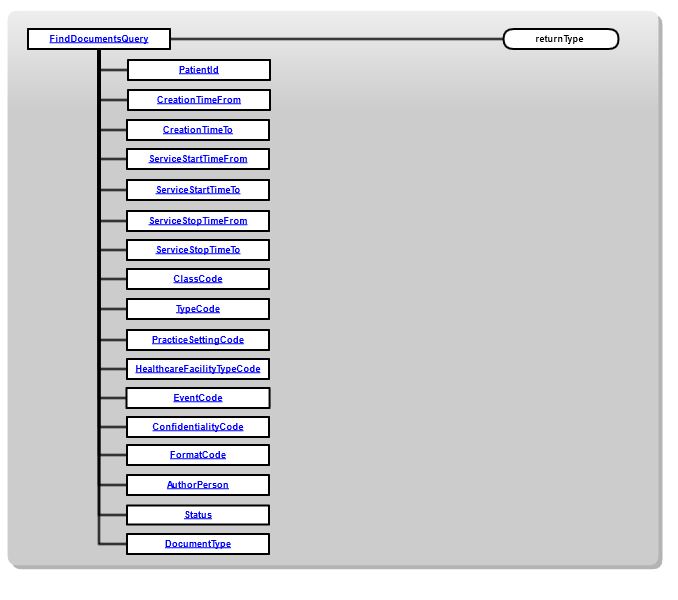 FindDocumentsQuery returnType
PatientId
CreationTimeFrom
CreationTimeTo
ServiceStartTimeFrom
ServiceStartTimeTo
ServiceStopTimeFrom
ServiceStopTimeTo
ClassCode
TypeCode
PracticeSettingCode
HealthcareFacilityTypeCode
EventCode
ConfidentialityCode
FormatCode
AuthorPerson
Status
DocumentType